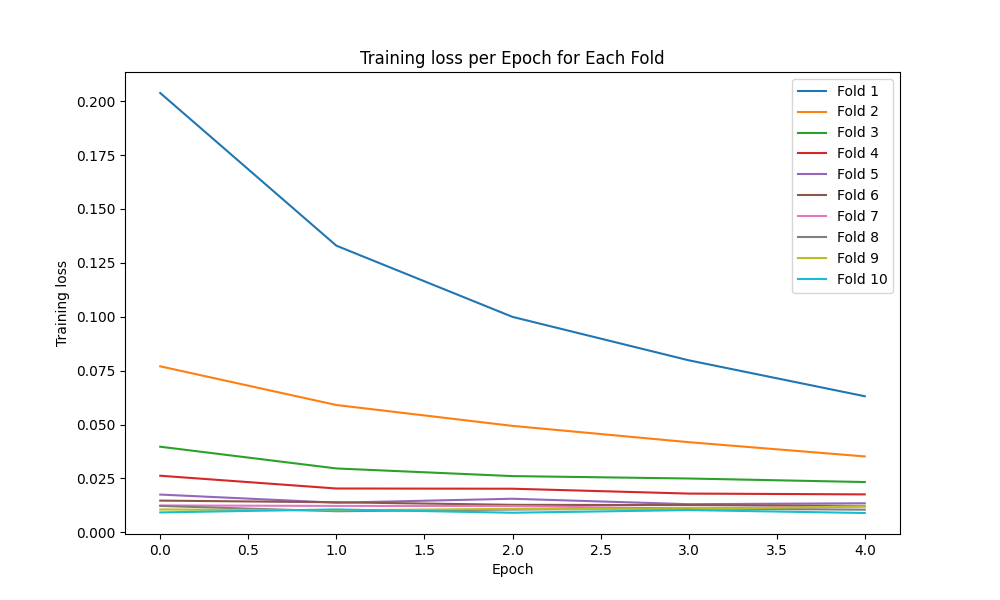 Training loss per Epoch for Each Fold
Training loss
0.200
0.175
0.150
0.125
0.100
0.075
0.050
0.025
0.000
Fold 1
Fold 2
Fold 3
Fold 4
Fold 5
Fold 6
Fold 7
Fold 8
Fold 9
Fold 10
0.0 0.5 1.0 1.5 2.0 2.5 3.0 3.5 4.0
Epoch